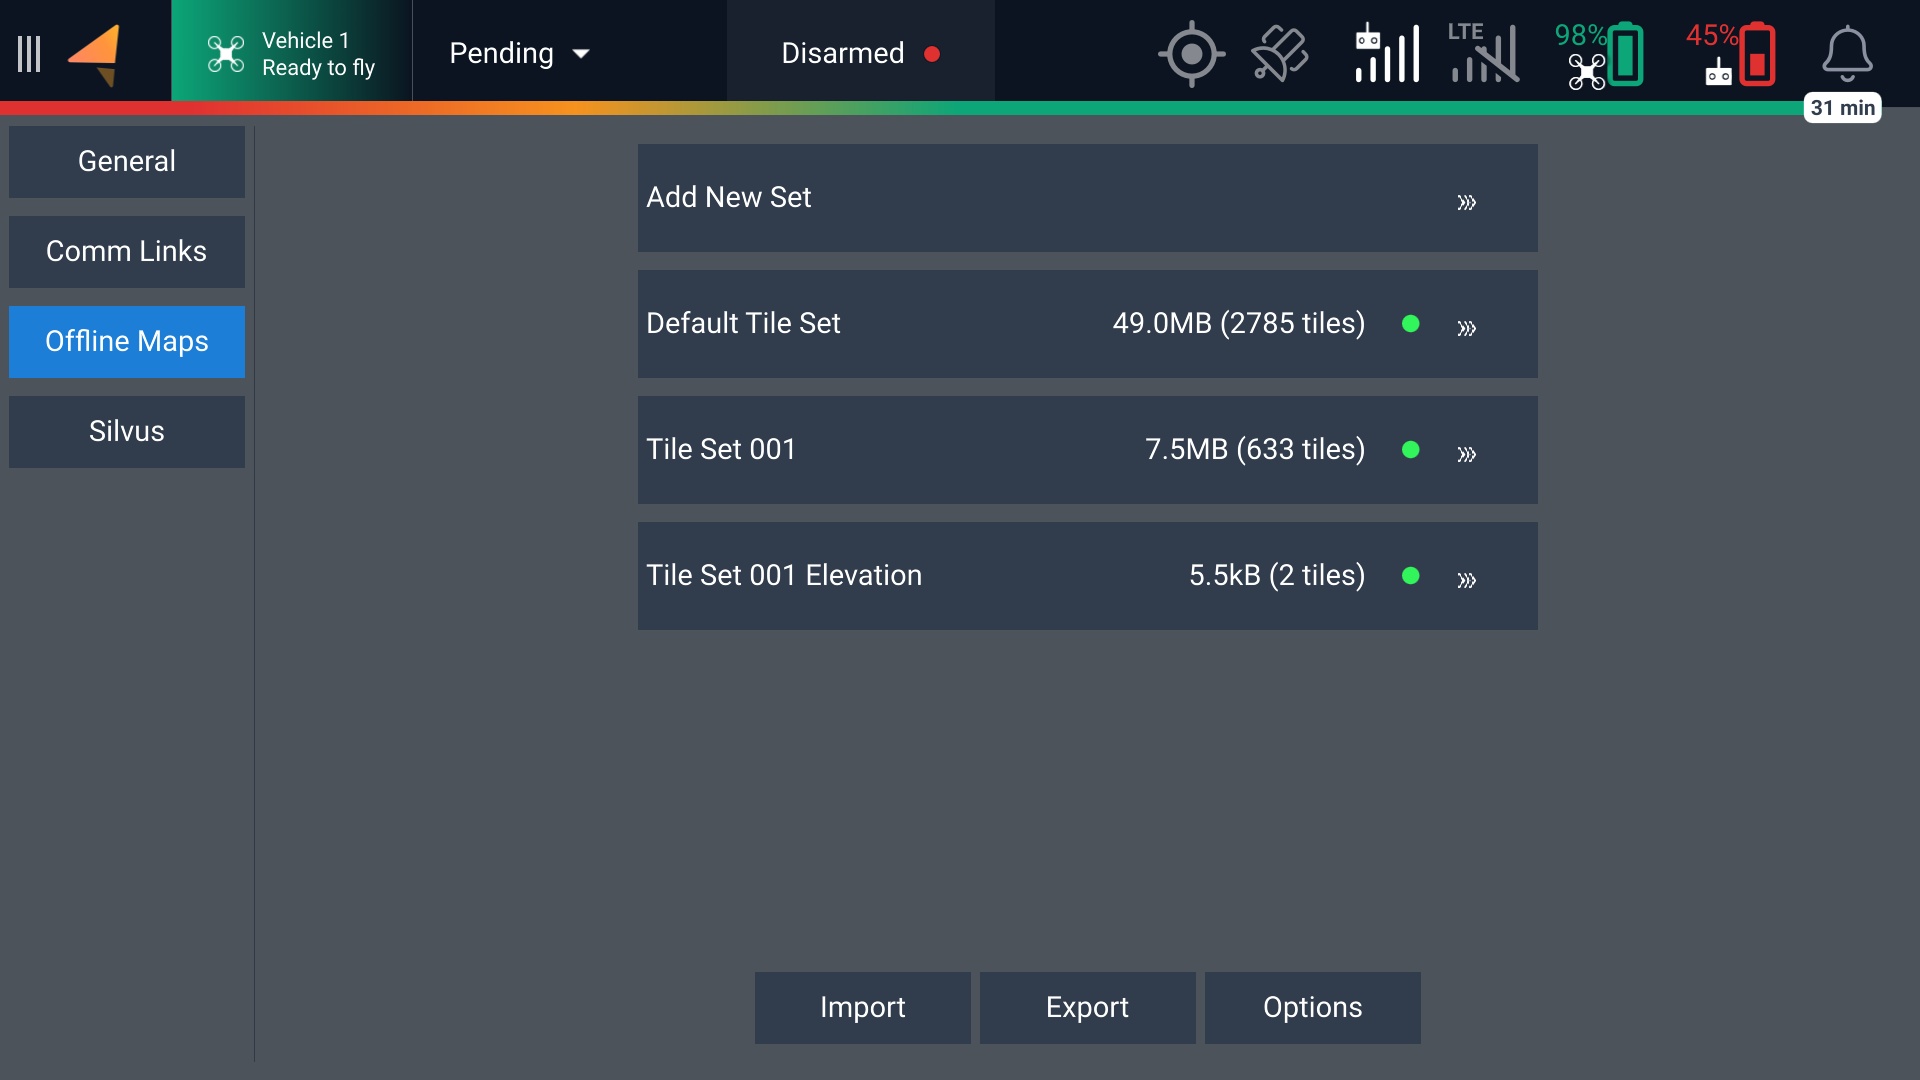 Vehicle 1
Ready to fly
Pending
Disarmed
LTE
98%
45%
31 min
General
Comm Links
Offline Maps
Silvus
Add New Set
Default Tile Set 49.0MB (2785 tiles)
Tile Set 001 7.5MB (633 tiles)
Tile Set 001 Elevation 5.5kB (2 tiles)
Import
Export
Options